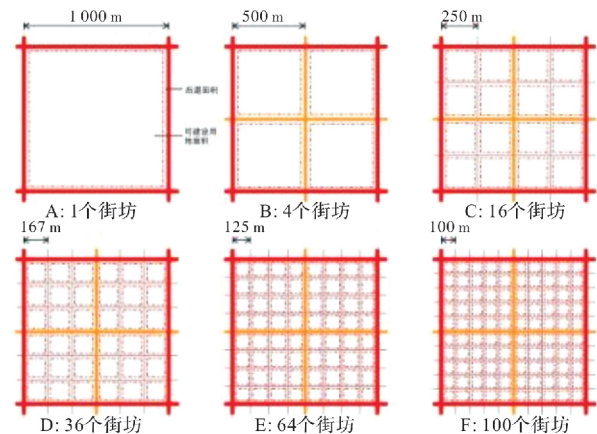 1 000 m
500 m
250 m
后退面积
可建设用
地面积
A: 1个街坊
B: 4个街坊
C: 16个街坊
167 m
125 m
100 m
D: 36个街坊
E: 64个街坊
F: 100个街坊